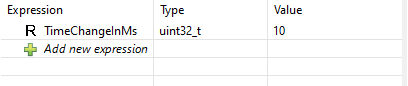 Expression Type Value
R TimeChangeInMs uint32_t 10
Add new expression